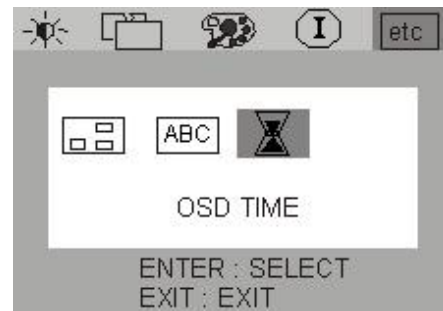 I etc
ABC
OSD TIME
ENTER : SELECT
EXIT : EXIT